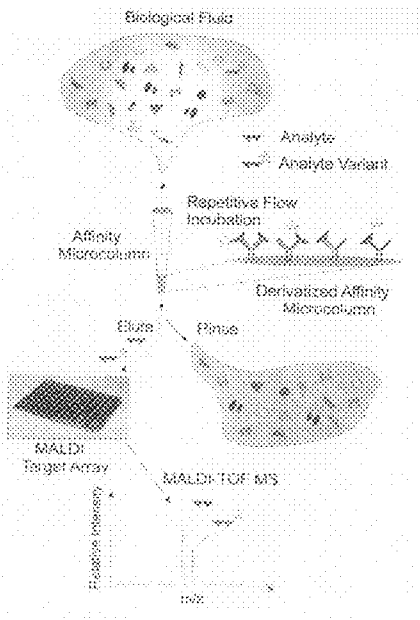 Biological Fluid
Analyte
Analyte Variant
Repetitive Flow
Incubation
Affinity
Microcolumn
Derivatized Affinity
Microcolumn
Elute
Rinse
MALDI
Target Array
MALDI-TOF MS
Relative Intensity
m/z